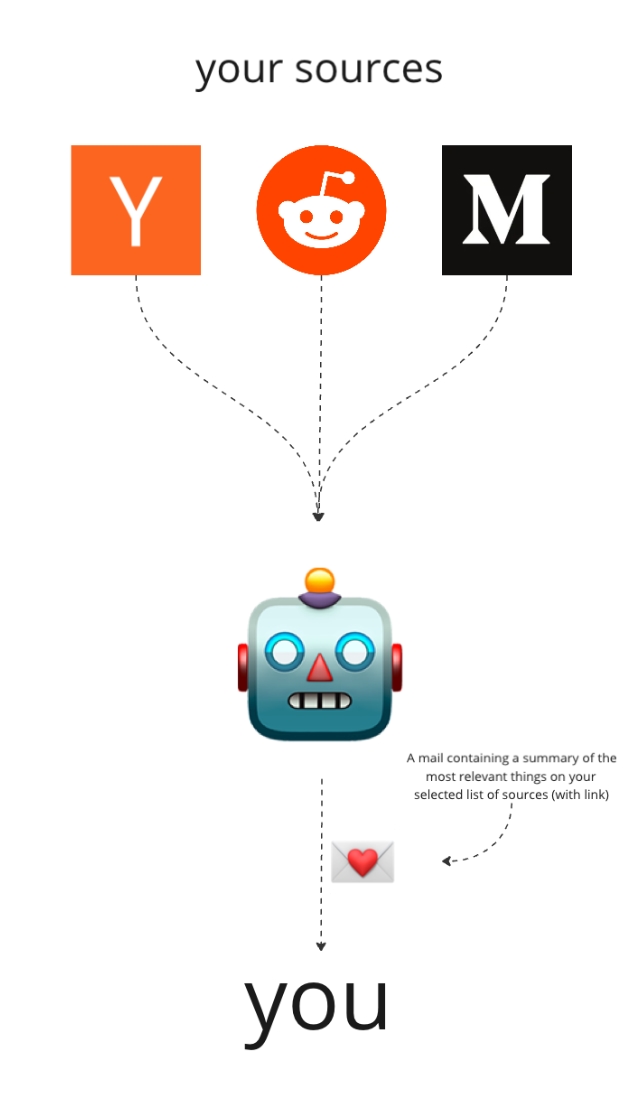 your sources
Y
M
A mail containing a summary of the
most relevant things on your
selected list of sources (with link)
you